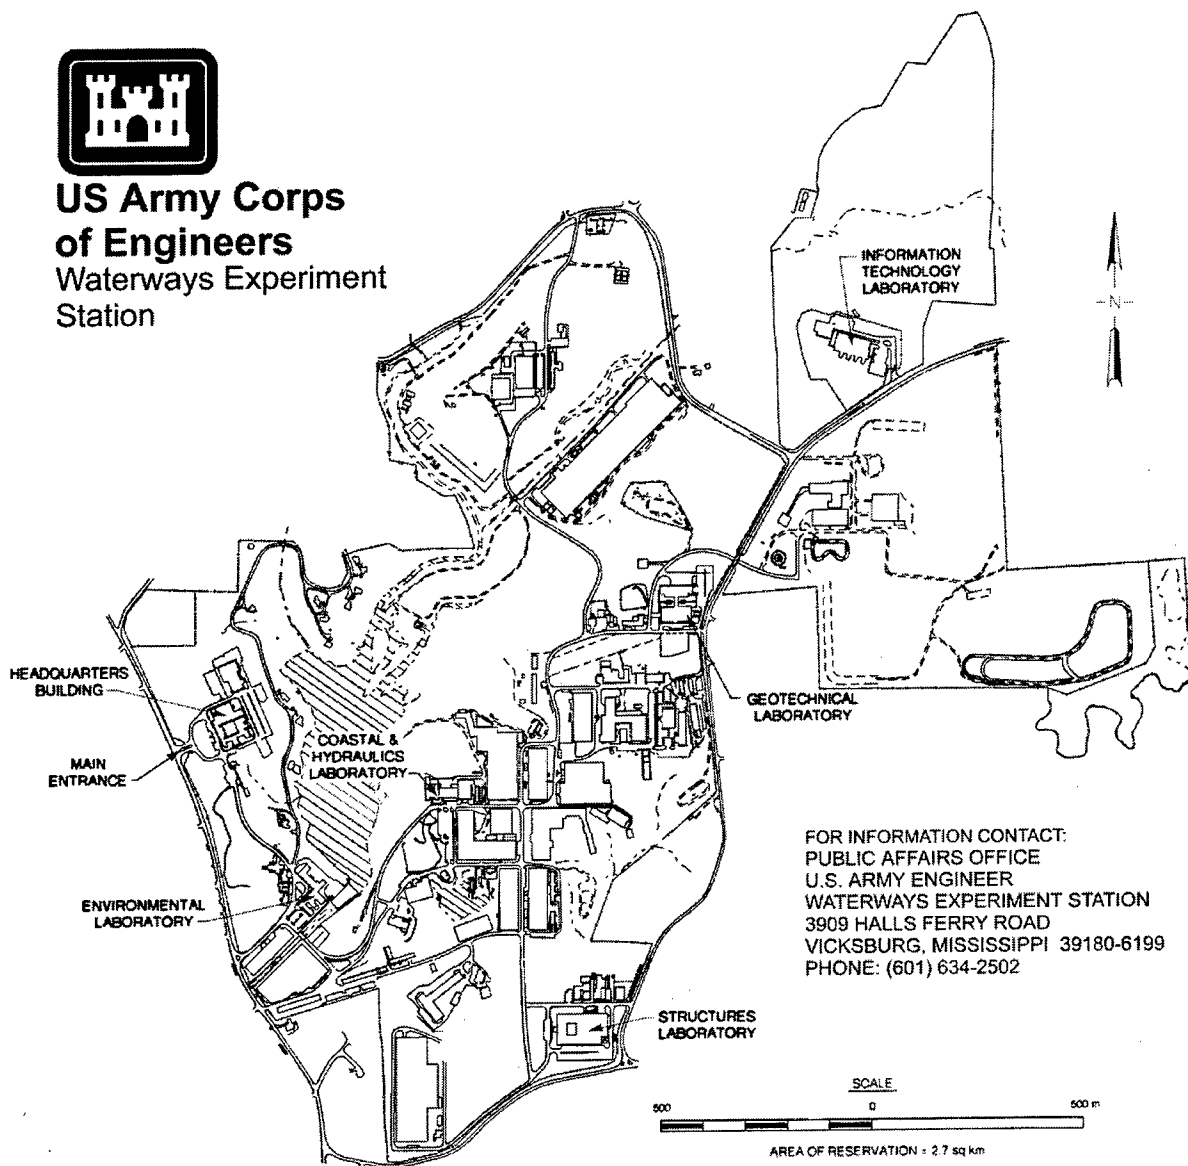 US Army Corps
of Engineers
Waterways Experiment
Station
INFORMATION
TECHNOLOGY
LABORATORY
N
HEADQUARTERS
BUILDING
MAIN
ENTRANCE
COASTAL &
HYDRAULICS
LABORATORY
GEOTECHNICAL
LABORATORY
ENVIRONMENTAL
LABORATORY
STRUCTURES
LABORATORY
FOR INFORMATION CONTACT:
PUBLIC AFFAIRS OFFICE
U.S. ARMY ENGINEER
WATERWAYS EXPERIMENT STATION
3909 HALLS FERRY ROAD
VICKSBURG, MISSISSIPPI 39180-6199
PHONE: (601) 634-2502
SCALE
500 0 500 m
AREA OF RESERVATION = 2.7 sq km